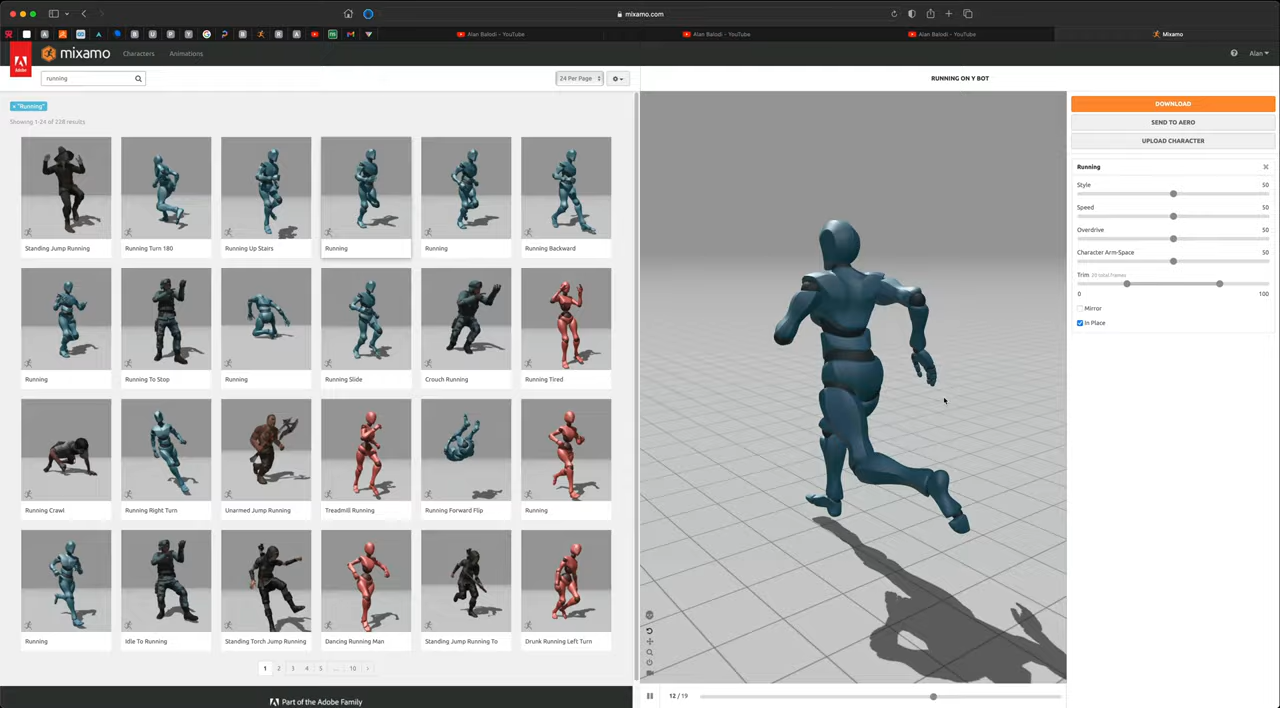 mixamo.com
Alan Balodi - YouTube
Alan Balodi - YouTube
Alan Balodi - YouTube
Mixamo
Adobe
mixamo
Characters
Animations
Alan
running
24 Per Page
RUNNING ON Y BOT
× "Running"
Showing 1-24 of 228 results
DOWNLOAD
SEND TO AERO
UPLOAD CHARACTER
Running
Style 50
Speed 50
Overdrive 50
Character Arm-Space 50
Trim
0 100
Mirror
In Place
Standing Jump Running
Running Turn 180
Running Up Stairs
Running
Running
Running Backward
Running
Running To Stop
Running
Running Slide
Crouch Running
Running Tired
Running Crawl
Running Right Turn
Unarmed Jump Running
Treadmill Running
Running Forward Flip
Running
Running
Idle To Running
Standing Torch Jump Running
Dancing Running Man
Standing Jump Running To
Drunk Running Left Turn
1 2 3 4 5 ... 10 >
12 / 19
Part of the Adobe Family